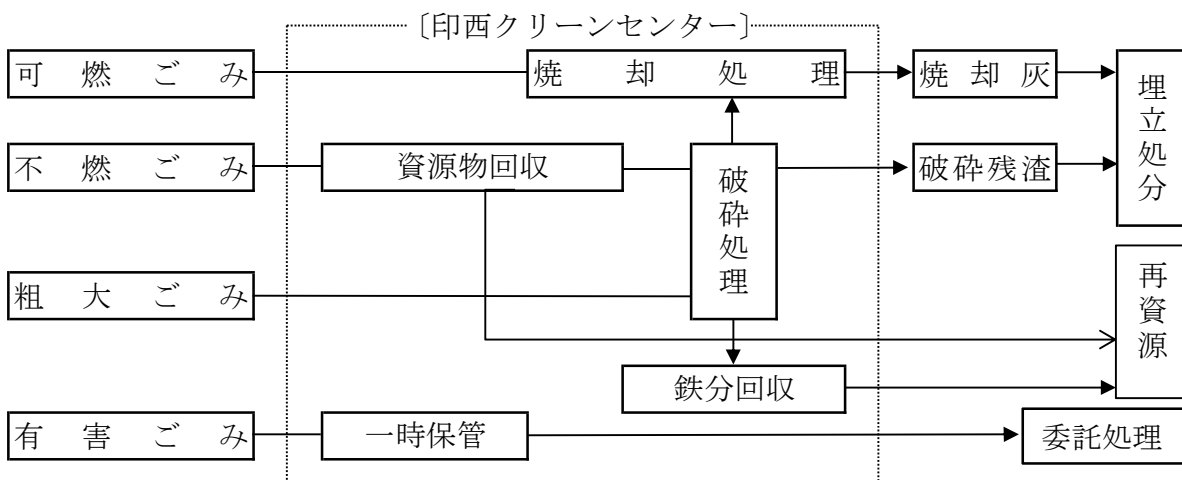 〔印西クリーンセンター〕
可燃ごみ
焼却処理
焼却灰
埋立処分
不燃ごみ
資源物回収
破砕処理
破砕残渣
粗大ごみ
再資源
鉄分回収
有害ごみ
一時保管
委託処理